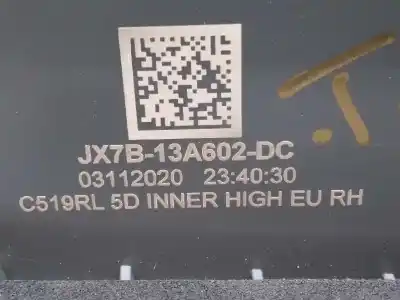 JX7B-13A602-DC
03112020 23:40:30
C519RL 5D INNER HIGH EU RH